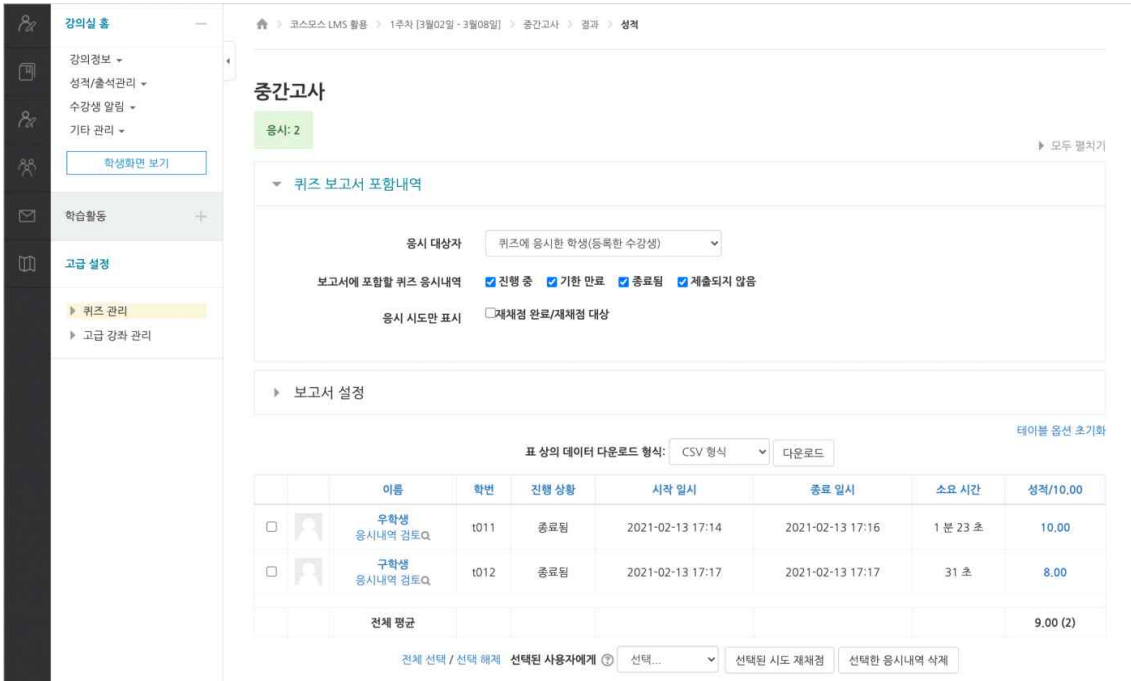 강의실 홈
강의정보
성적/출석관리
수강생 알림
기타 관리
학생화면 보기
학습활동
고급 설정
퀴즈 관리
고급 강좌 관리
코스모스 LMS 활용 > 1주차 [3월02일 - 3월08일] > 중간고사 > 결과 > 성적
중간고사
응시: 2
모두 펼치기
퀴즈 보고서 포함내역
응시 대상자 퀴즈에 응시한 학생(등록한 수강생)
보고서에 포함할 퀴즈 응시내역 진행 중 기한 만료 종료됨 제출되지 않음
응시 시도만 표시 재채점 완료/재채점 대상
보고서 설정
테이블 옵션 초기화
표 상의 데이터 다운로드 형식: CSV 형식 다운로드
이름 학번 진행 상황 시작 일시 종료 일시 소요 시간 성적/10.00
우학생
응시내역 검토
t011 종료됨 2021-02-13 17:14 2021-02-13 17:16 1 분 23 초 10.00
구학생
응시내역 검토
t012 종료됨 2021-02-13 17:17 2021-02-13 17:17 31 초 8.00
전체 평균 9.00 (2)
전체 선택 / 선택 해제 선택된 사용자에게 선택... 선택된 시도 재채점 선택한 응시내역 삭제